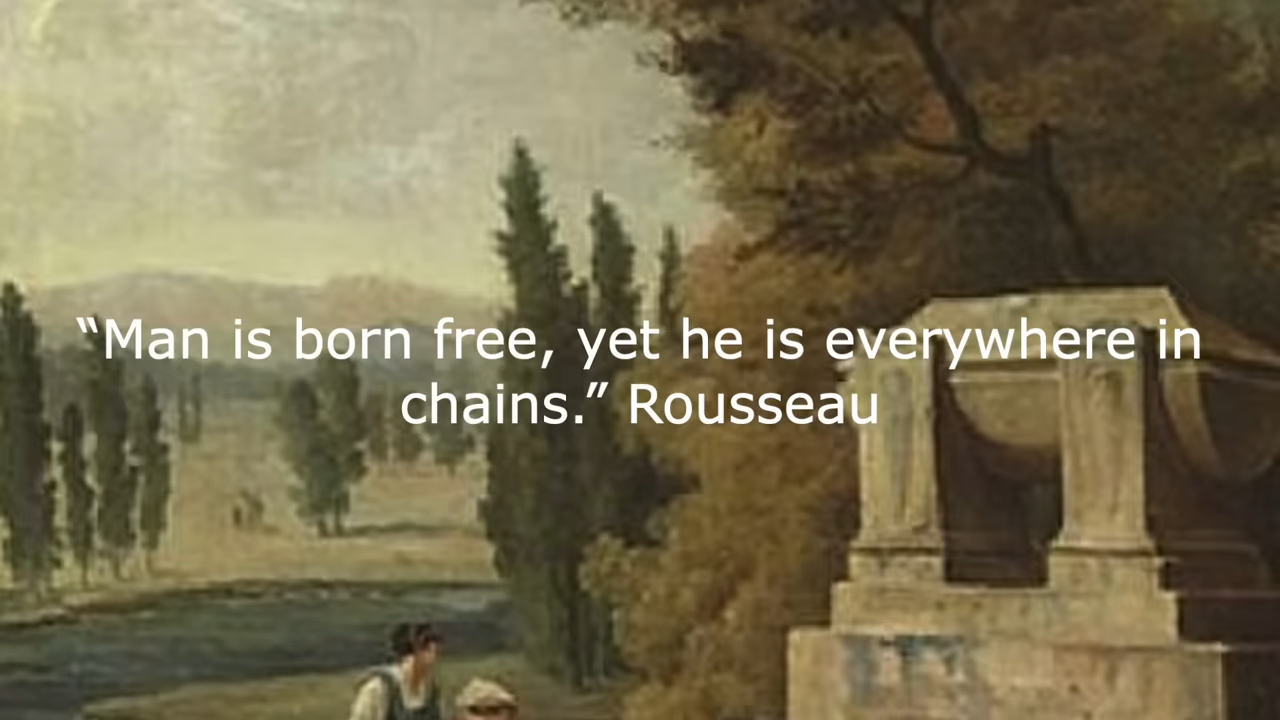 “Man is born free, yet he is everywhere in
chains.” Rousseau